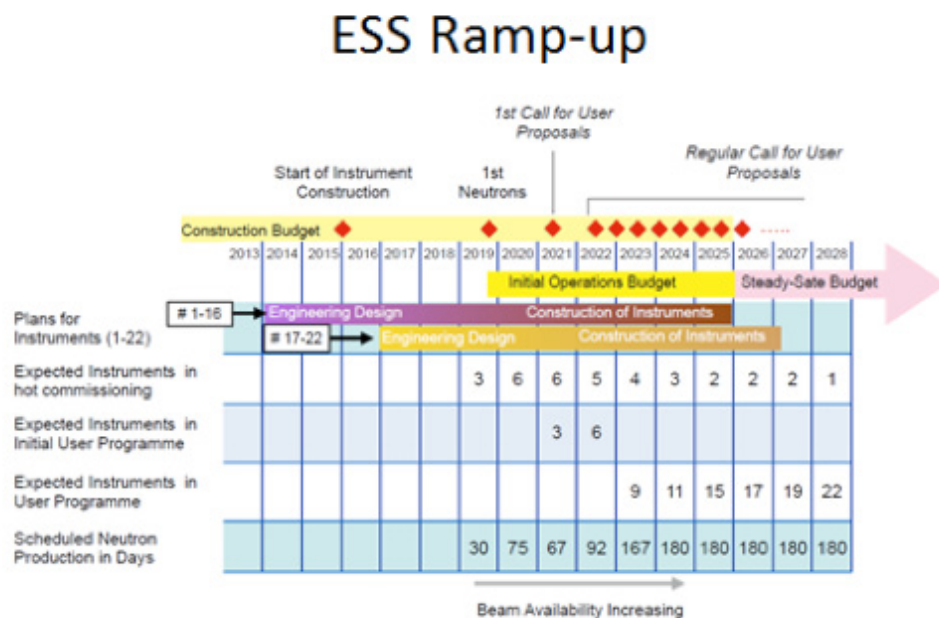 ESS Ramp-up
1st Call for User
Proposals
Regular Call for User
Proposals
Start of Instrument
Construction
1st
Neutrons
Construction Budget
2013 2014 2015 2016 2017 2018 2019 2020 2021 2022 2023 2024 2025 2026 2027 2028
Initial Operations Budget
Steady-Sate Budget
Plans for
Instruments (1-22)
# 1-16
Engineering Design
Construction of Instruments
# 17-22
Engineering Design
Construction of Instruments
Expected Instruments in
hot commissioning
3 6 6 5 4 3 2 2 2 1
Expected Instruments in
Initial User Programme
3 6
Expected Instruments in
User Programme
9 11 15 17 19 22
Scheduled Neutron
Production in Days
30 75 67 92 167 180 180 180 180 180
Beam Availability Increasing